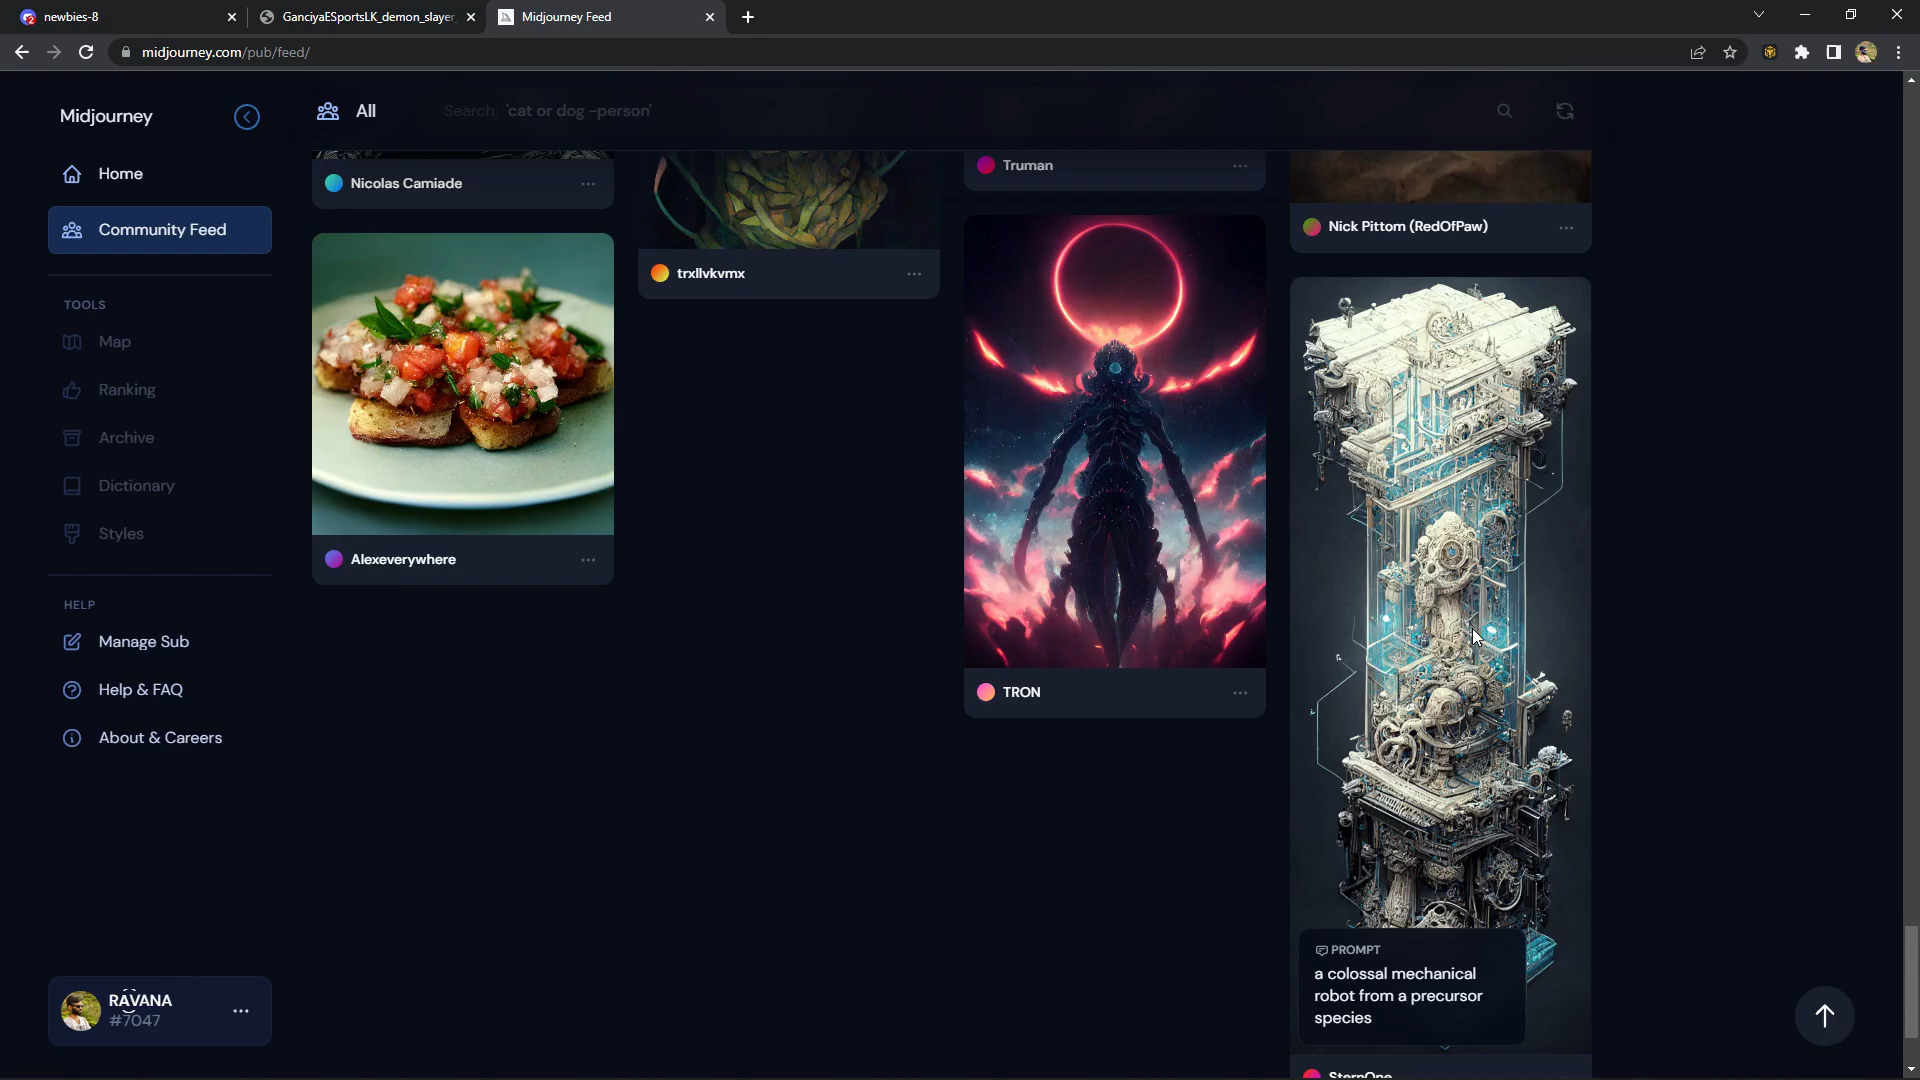 newbies-8
GanciyaESportsLK_demon_slayer_
Midjourney Feed
midjourney.com/pub/feed/
Midjourney
All
Search: 'cat or dog -person'
Home
Community Feed
TOOLS
Map
Ranking
Archive
Dictionary
Styles
HELP
Manage Sub
Help & FAQ
About & Careers
RAVANA
#7047
Nicolas Camiade
Alexeverywhere
trxllvkvmx
Truman
TRON
Nick Pittom (RedOfPaw)
PROMPT
a colossal mechanical
robot from a precursor
species